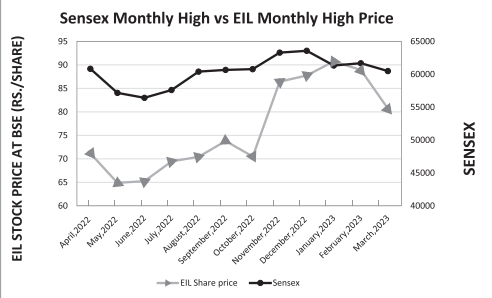 Sensex Monthly High vs EIL Monthly High Price
EIL STOCK PRICE AT BSE (RS./SHARE)
95
90
85
80
75
70
65
60
65000
60000
55000
50000
45000
40000
SENSEX
April,2022
May,2022
June,2022
July,2022
August,2022
September,2022
October,2022
November,2022
December,2022
January,2023
February,2023
March,2023
EIL Share price
Sensex